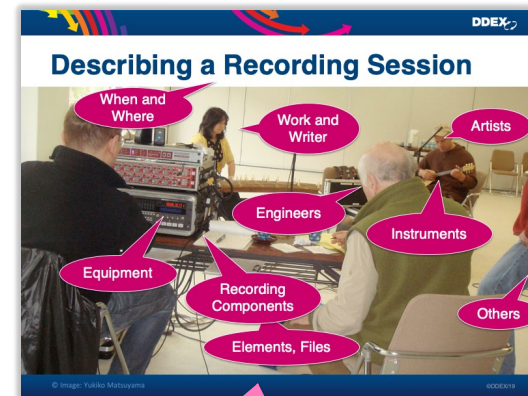 DDEX
Describing a Recording Session
When and
Where
Work and
Writer
Artists
Engineers
Instruments
Equipment
Recording
Components
Others
Elements, Files
© Image: Yukiko Matsuyama
©DDEX/19